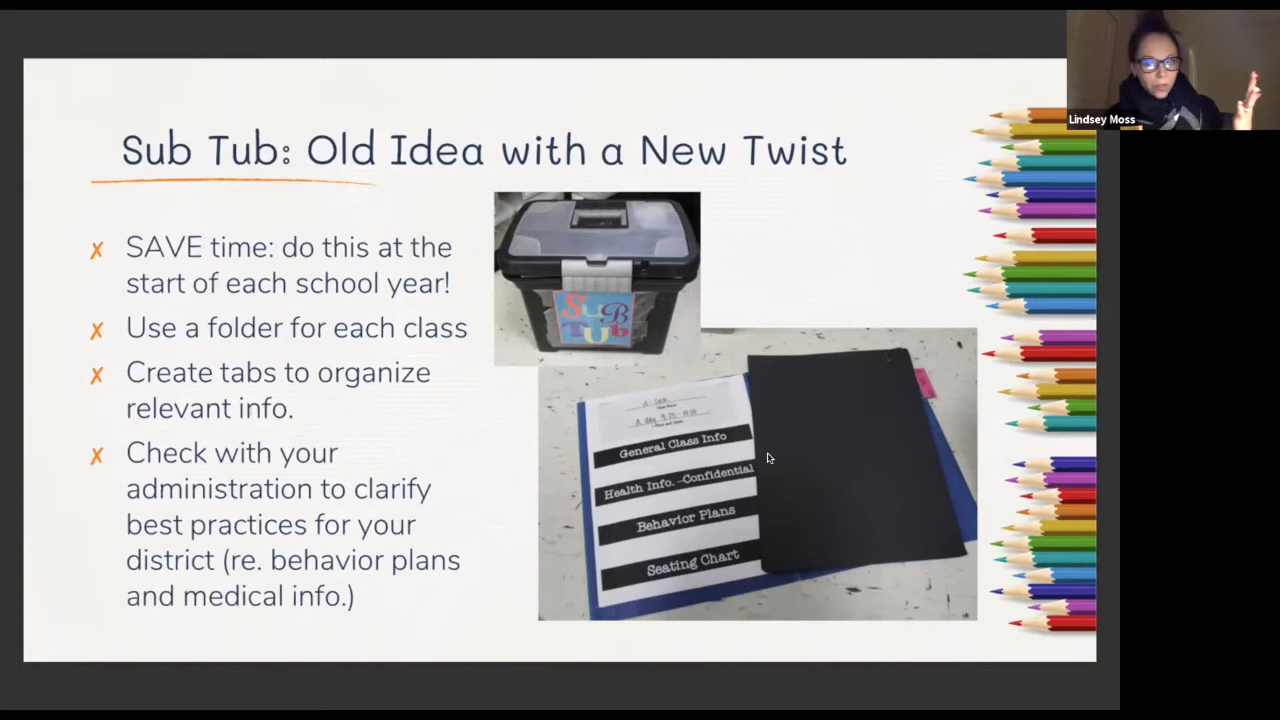 Lindsey Moss
Sub Tub: Old Idea with a New Twist
SAVE time: do this at the
start of each school year!
Use a folder for each class
Create tabs to organize
relevant info.
Check with your
administration to clarify
best practices for your
district (re. behavior plans
and medical info.)
SUB
TUb
General Class Info
Health Info. -Confidential
Behavior Plans
Seating Chart